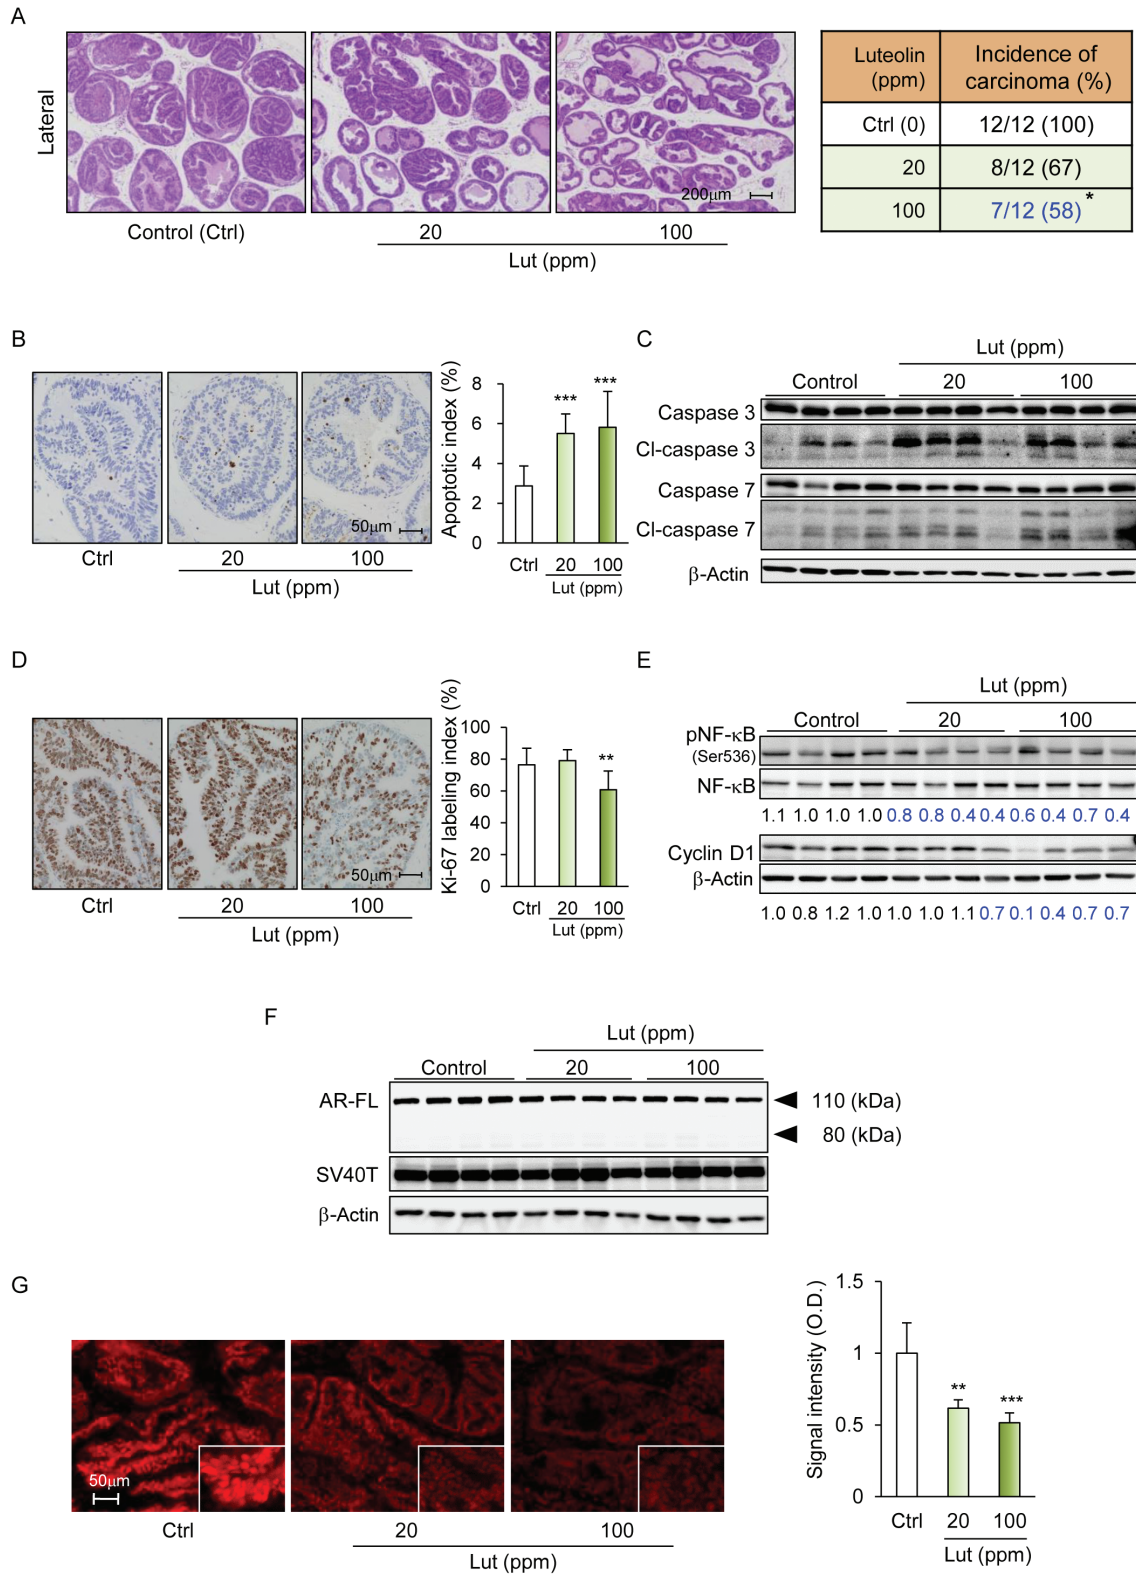 A
Lateral
200μm
Control (Ctrl)
20
100
Lut (ppm)
Luteolin (ppm)
Incidence of carcinoma (%)
Ctrl (0)
12/12 (100)
20
8/12 (67)
100
7/12 (58)*
B
50μm
Ctrl
20
100
Lut (ppm)
Apoptotic index (%)
8
6
4
2
0
***
***
Ctrl
20
100
Lut (ppm)
C
Lut (ppm)
Control
20
100
Caspase 3
Cl-caspase 3
Caspase 7
Cl-caspase 7
β-Actin
D
50μm
Ctrl
20
100
Lut (ppm)
Ki-67 labeling index (%)
100
80
60
40
20
0
**
Ctrl
20
100
Lut (ppm)
E
Lut (ppm)
Control
20
100
pNF-κB
(Ser536)
NF-κB
1.1 1.0 1.0 1.0 0.8 0.8 0.4 0.4 0.6 0.4 0.7 0.4
Cyclin D1
β-Actin
1.0 0.8 1.2 1.0 1.0 1.0 1.1 0.7 0.1 0.4 0.7 0.7
F
Lut (ppm)
Control
20
100
AR-FL
110 (kDa)
80 (kDa)
SV40T
β-Actin
G
50μm
Ctrl
20
100
Lut (ppm)
Signal intensity (O.D.)
1.5
1
0.5
0
**
***
Ctrl
20
100
Lut (ppm)